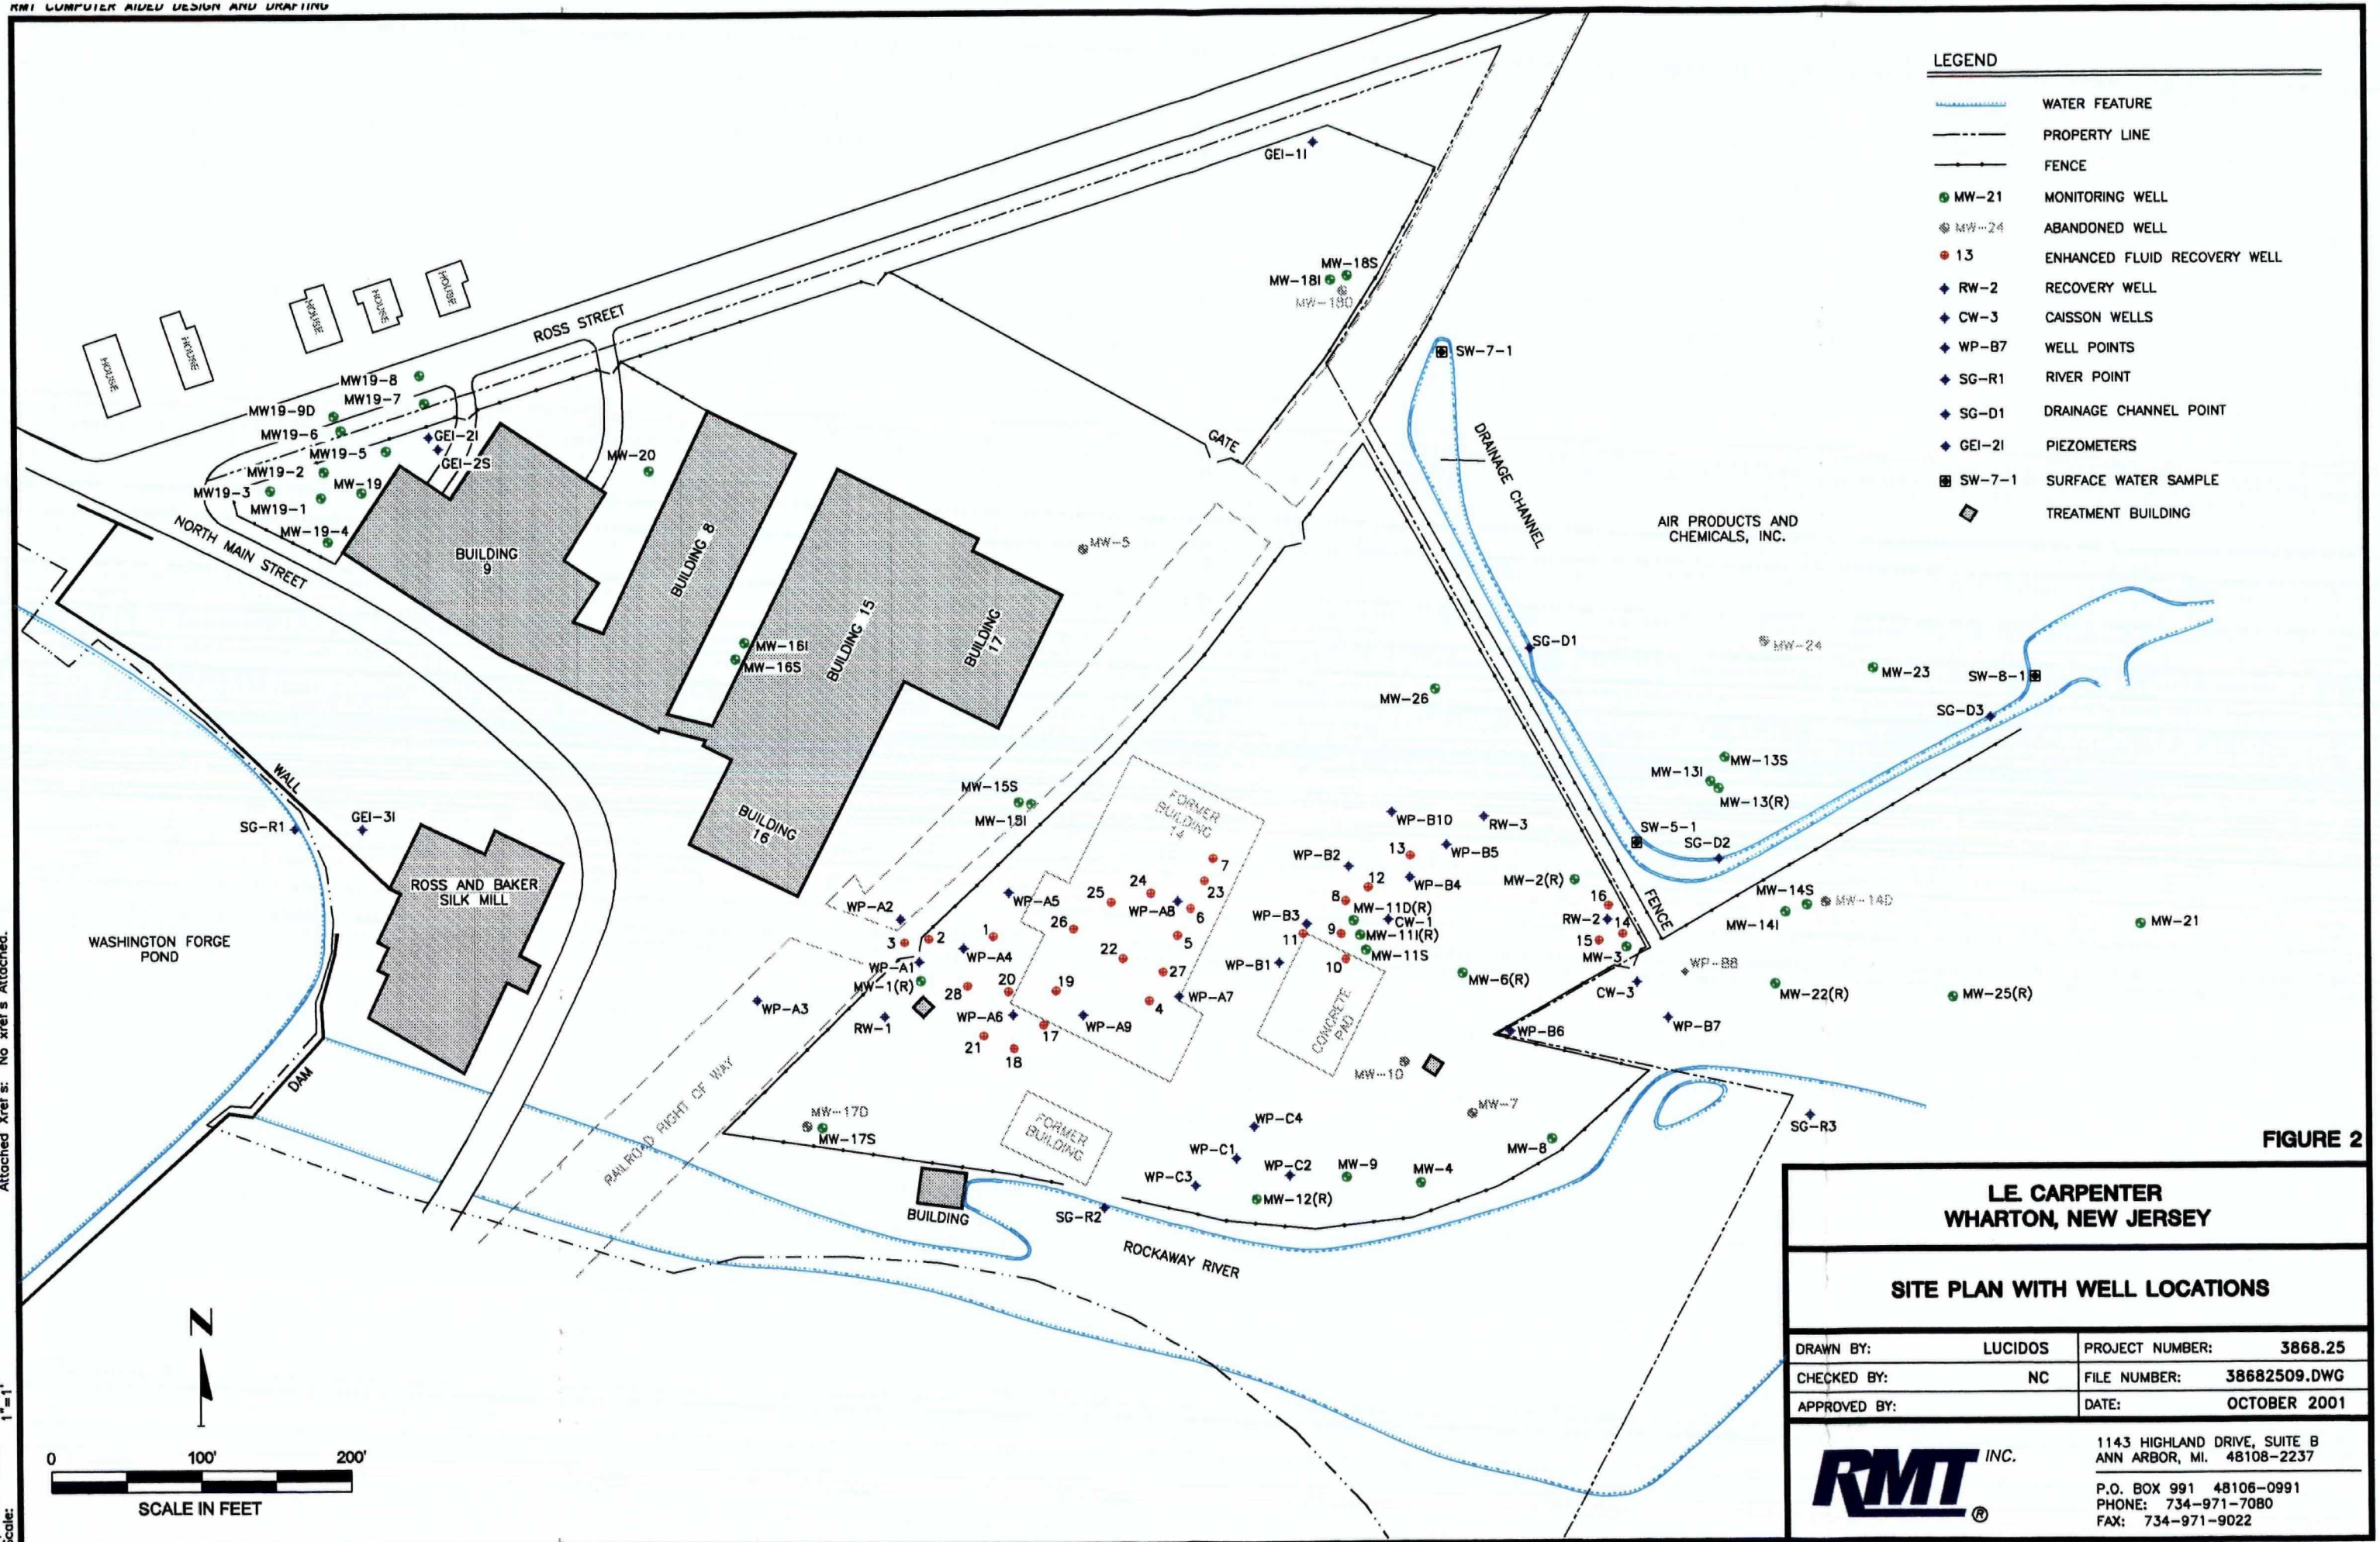 RMT COMPUTER AIDED DESIGN AND DRAFTING
LEGEND
WATER FEATURE
PROPERTY LINE
FENCE
MW-21 MONITORING WELL
MW-24 ABANDONED WELL
13 ENHANCED FLUID RECOVERY WELL
RW-2 RECOVERY WELL
CW-3 CAISSON WELLS
WP-B7 WELL POINTS
SG-R1 RIVER POINT
SG-D1 DRAINAGE CHANNEL POINT
GEI-2I PIEZOMETERS
SW-7-1 SURFACE WATER SAMPLE
TREATMENT BUILDING
GEI-1I
MW-18S
MW-18I
MW-18D
HOUSE
HOUSE
HOUSE
HOUSE
HOUSE
ROSS STREET
MW19-8
MW19-7
MW19-9D
MW19-6
MW19-5
MW19-2
MW-19
MW19-3
MW19-1
MW-19-4
GEI-2I
GEI-2S
MW-20
NORTH MAIN STREET
BUILDING
9
BUILDING 8
BUILDING 15
BUILDING
17
BUILDING
16
MW-16I
MW-16S
GATE
MW-5
SW-7-1
DRAINAGE CHANNEL
AIR PRODUCTS AND
CHEMICALS, INC.
SG-D1
MW-24
MW-23
SW-8-1
SG-D3
MW-26
MW-13S
MW-13I
MW-13(R)
SW-5-1
SG-D2
WALL
SG-R1
GEI-3I
ROSS AND BAKER
SILK MILL
WASHINGTON FORGE
POND
DAM
MW-15S
MW-15I
FORMER
BUILDING
14
WP-B10
RW-3
WP-B2
13
WP-B5
WP-B4
12
8
MW-2(R)
16
FENCE
MW-14S
MW-14D
MW-14I
MW-21
7
24
23
25
WP-A8
6
WP-A5
WP-A2
26
1
2
3
5
WP-A4
22
WP-A1
27
MW-1(R)
28
20
19
WP-A7
4
WP-A3
RW-1
WP-A6
WP-A9
17
21
18
MW-11D(R)
CW-1
WP-B3
11
9
MW-11I(R)
MW-11S
WP-B1
10
MW-6(R)
RW-2
14
15
MW-3
CW-3
WP-B8
MW-22(R)
MW-25(R)
WP-B6
WP-B7
CONCRETE
PAD
MW-10
MW-7
MW-8
SG-R3
RAILROAD RIGHT OF WAY
MW-17D
MW-17S
FORMER
BUILDING
WP-C4
WP-C1
WP-C2
WP-C3
MW-9
MW-4
MW-12(R)
BUILDING
SG-R2
ROCKAWAY RIVER
N
0 100' 200'
SCALE IN FEET
FIGURE 2
L.E. CARPENTER
WHARTON, NEW JERSEY
SITE PLAN WITH WELL LOCATIONS
DRAWN BY: LUCIDOS PROJECT NUMBER: 3868.25
CHECKED BY: NC FILE NUMBER: 38682509.DWG
APPROVED BY: DATE: OCTOBER 2001
RMT INC.
®
1143 HIGHLAND DRIVE, SUITE B
ANN ARBOR, MI. 48108-2237
P.O. BOX 991 48106-0991
PHONE: 734-971-7080
FAX: 734-971-9022
Attached Xref's: No xref's Attached.
Scale: 1"=1'